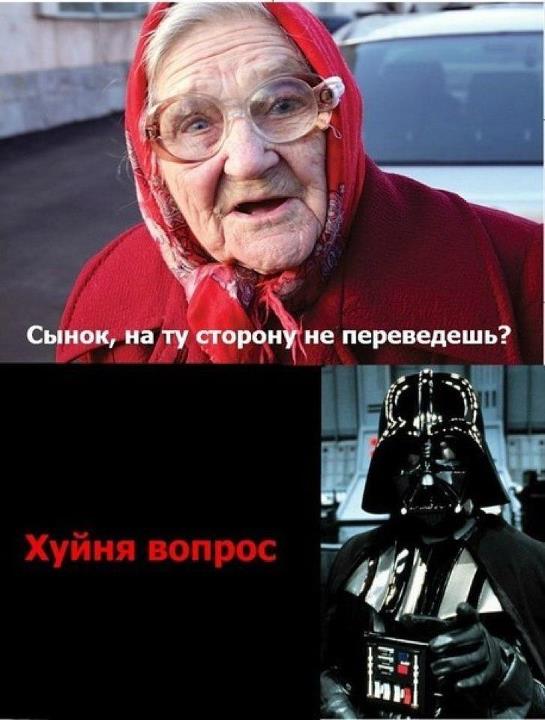 Сынок, на ту сторону не переведешь?
Хуйня вопрос